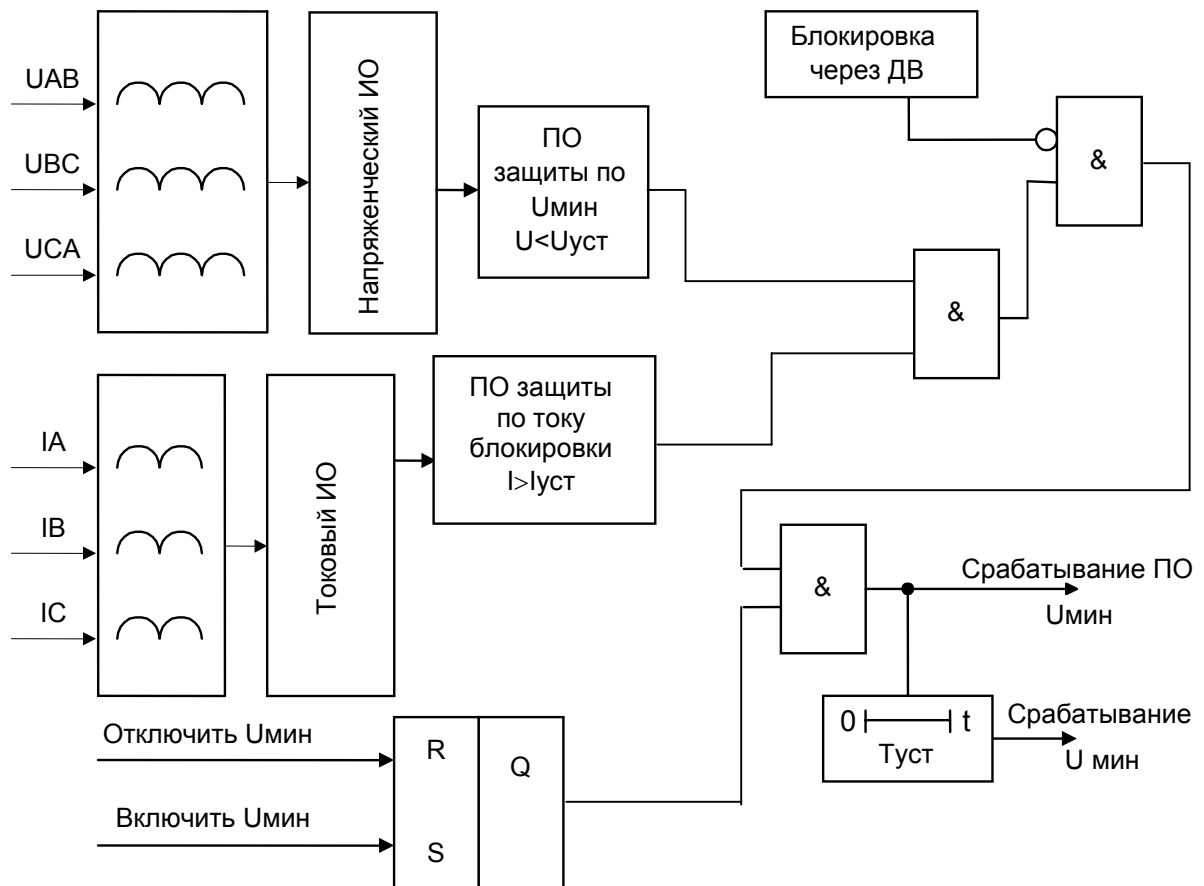 UAB
UBC
UCA
Напряженческий ИО
ПО
защиты по
Uмин
U<Uуст
Блокировка
через ДВ
&
&
IA
IB
IC
Токовый ИО
ПО защиты
по току
блокировки
I>Iуст
&
Срабатывание ПО
Uмин
0 t
Tуст
Срабатывание
U мин
Отключить Uмин
Включить Uмин
R
S
Q